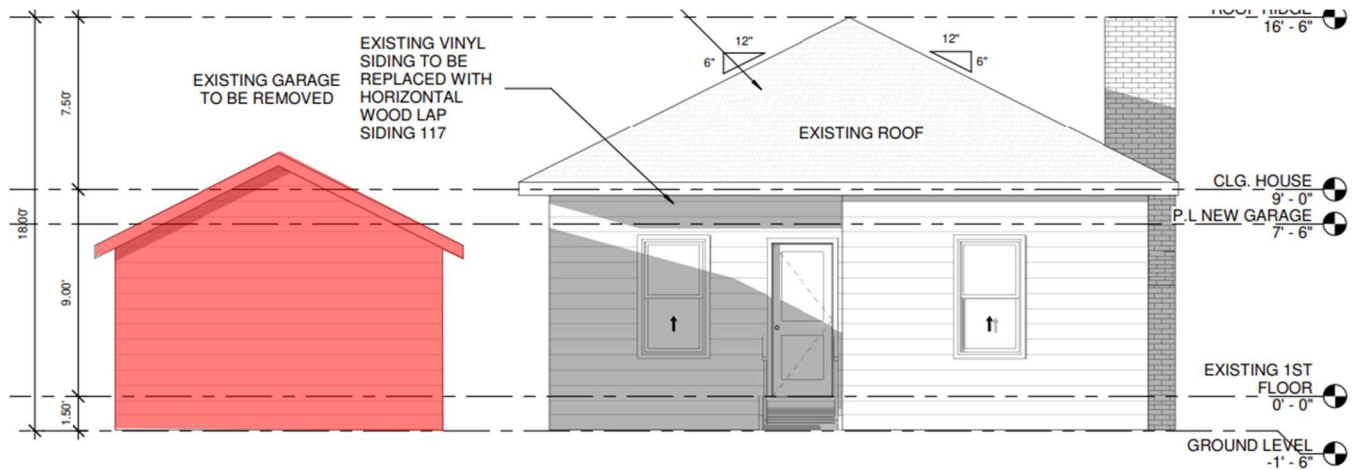 18.00'
7.50'
9.00'
1.50'
EXISTING GARAGE
TO BE REMOVED
EXISTING VINYL
SIDING TO BE
REPLACED WITH
HORIZONTAL
WOOD LAP
SIDING 117
12"
6"
12"
6"
EXISTING ROOF
ROOF RIDGE
16' - 6"
CLG. HOUSE
9' - 0"
P.L NEW GARAGE
7' - 6"
EXISTING 1ST
FLOOR
0' - 0"
GROUND LEVEL
-1' - 6"